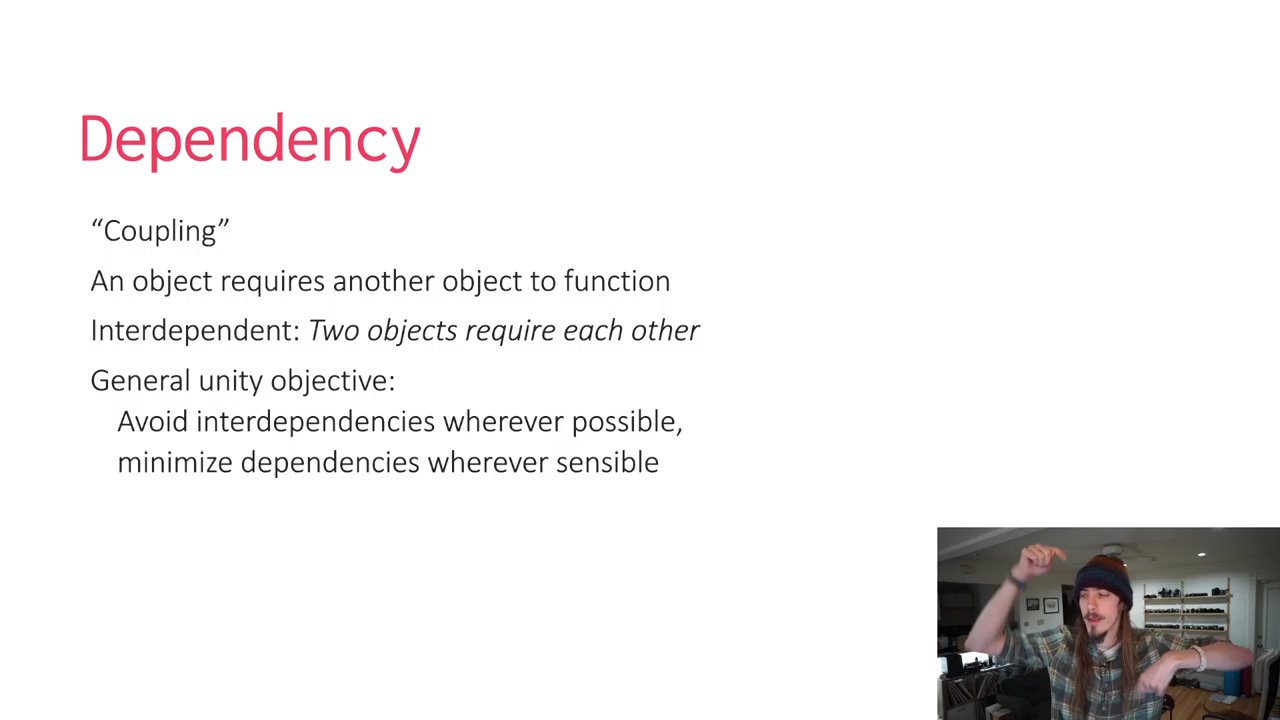 Dependency
“Coupling”
An object requires another object to function
Interdependent: Two objects require each other
General unity objective:
Avoid interdependencies wherever possible,
minimize dependencies wherever sensible